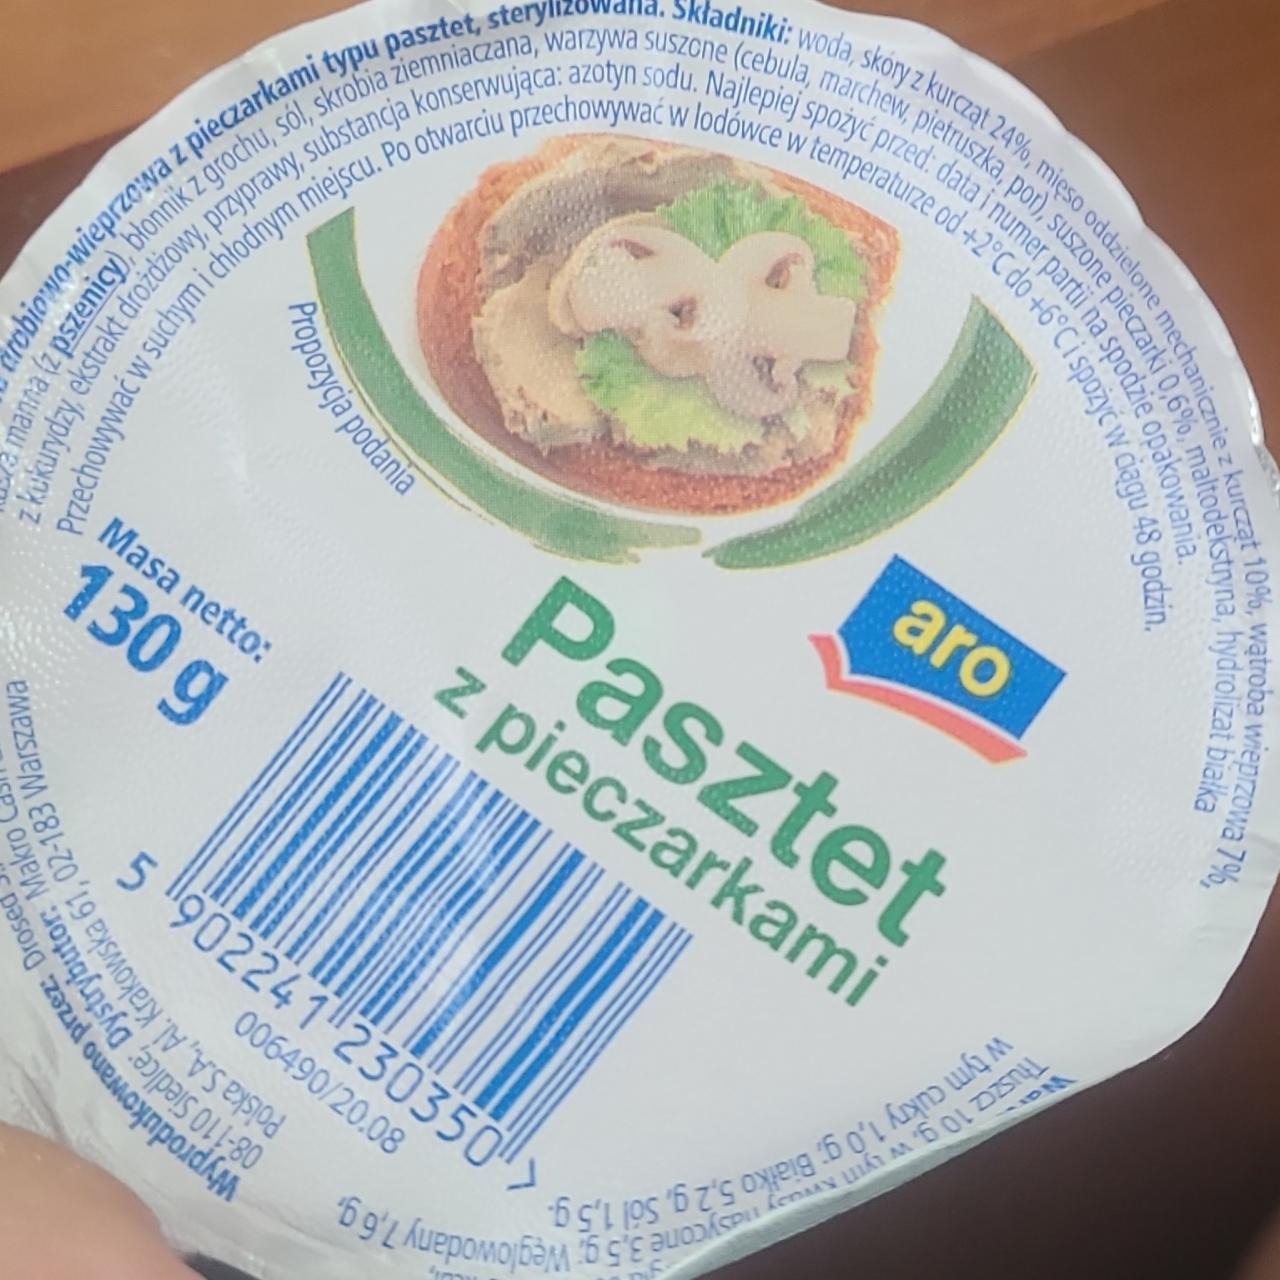 drobiowo-wieprzowa z pieczarkami typu pasztet, sterylizowana. Składniki: woda, skóry z kurcząt 24%, mięso oddzielone mechanicznie z kurcząt 10%, wątroba wieprzowa 7%,
manna (z pszenicy), błonnik z grochu, sól, skrobia ziemniaczana, warzywa suszone (cebula, marchew, pietruszka, por), suszone pieczarki 0,6%, maltodekstryna, hydrolizat białka
z kukurydzy, ekstrakt drożdżowy, przyprawy, substancja konserwująca: azotyn sodu. Najlepiej spożyć przed: data i numer partii na spodzie opakowania.
Przechowywać w suchym i chłodnym miejscu. Po otwarciu przechowywać w lodówce w temperaturze od +2°C do +6°C i spożyć w ciągu 48 godzin.
Propozycja podania
Masa netto:
130 g
aro
Pasztet
z pieczarkami
5 902241 230350 >
006490/20.08
Wyprodukowano przez: Drosed
08-110 Siedlce; Dystrybutor: Makro
Polska S.A., Al. Krakowska 61, 02-183 Warszawa
Tłuszcz 10 g, w tym kwasy nasycone 3,5 g; Węglowodany 7,6 g,
w tym cukry 1,0 g; Białko 5,2 g, Sól 1,5 g.